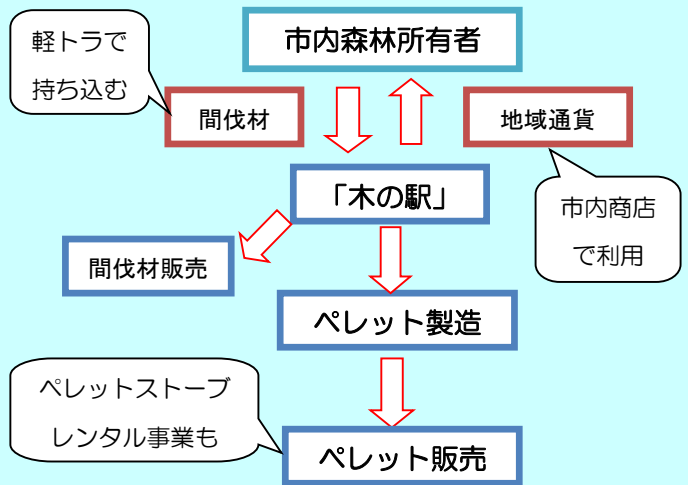 軽トラで
持ち込む
市内森林所有者
間伐材
地域通貨
「木の駅」
市内商店
で利用
間伐材販売
ペレット製造
ペレットストーブ
レンタル事業も
ペレット販売